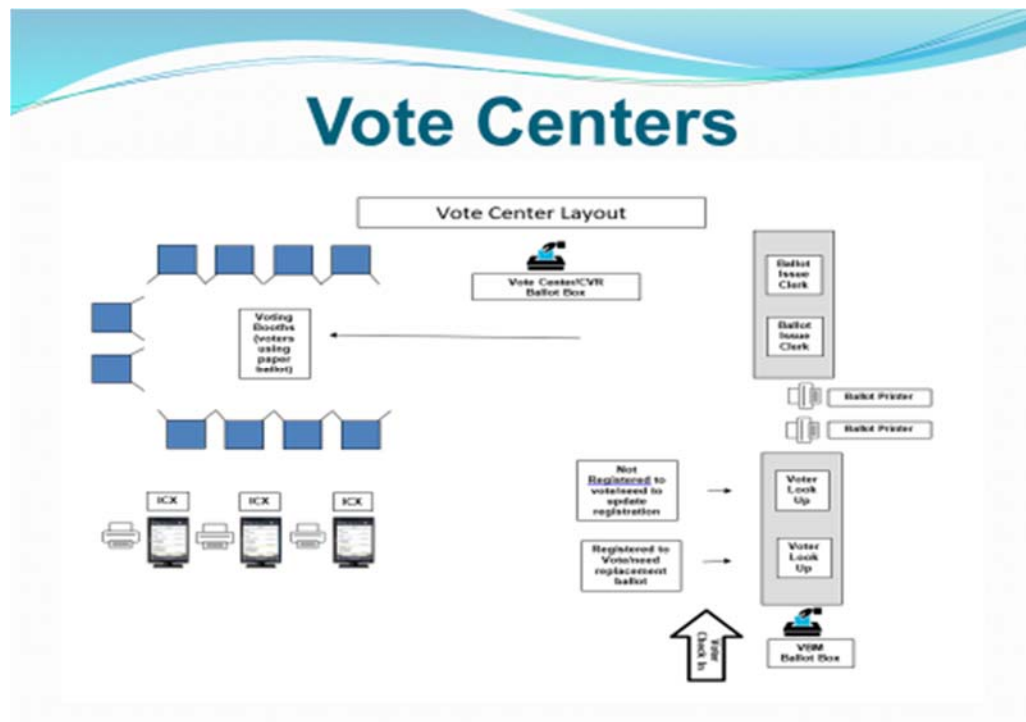 Vote Centers
Vote Center Layout
Vote Center/CVR
Ballot Box
Ballot
Issue
Clerk
Ballot
Issue
Clerk
Voting
Booths
(voters
using
paper
ballot)
Ballot Printer
Ballot Printer
Not
Registered to
vote/need to
update
registration
Voter
Look
Up
ICX
ICX
ICX
Registered to
Vote/need
replacement
ballot
Voter
Look
Up
Voter
Check In
VBM
Ballot Box